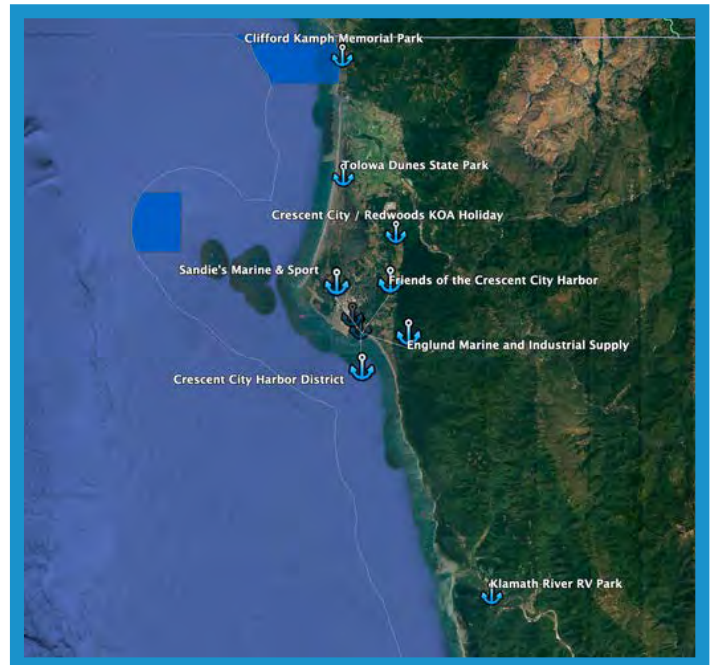 Clifford Kamph Memorial Park
Tolowa Dunes State Park
Crescent City / Redwoods KOA Holiday
Sandie's Marine & Sport
Friends of the Crescent City Harbor
Englund Marine and Industrial Supply
Crescent City Harbor District
Klamath River RV Park